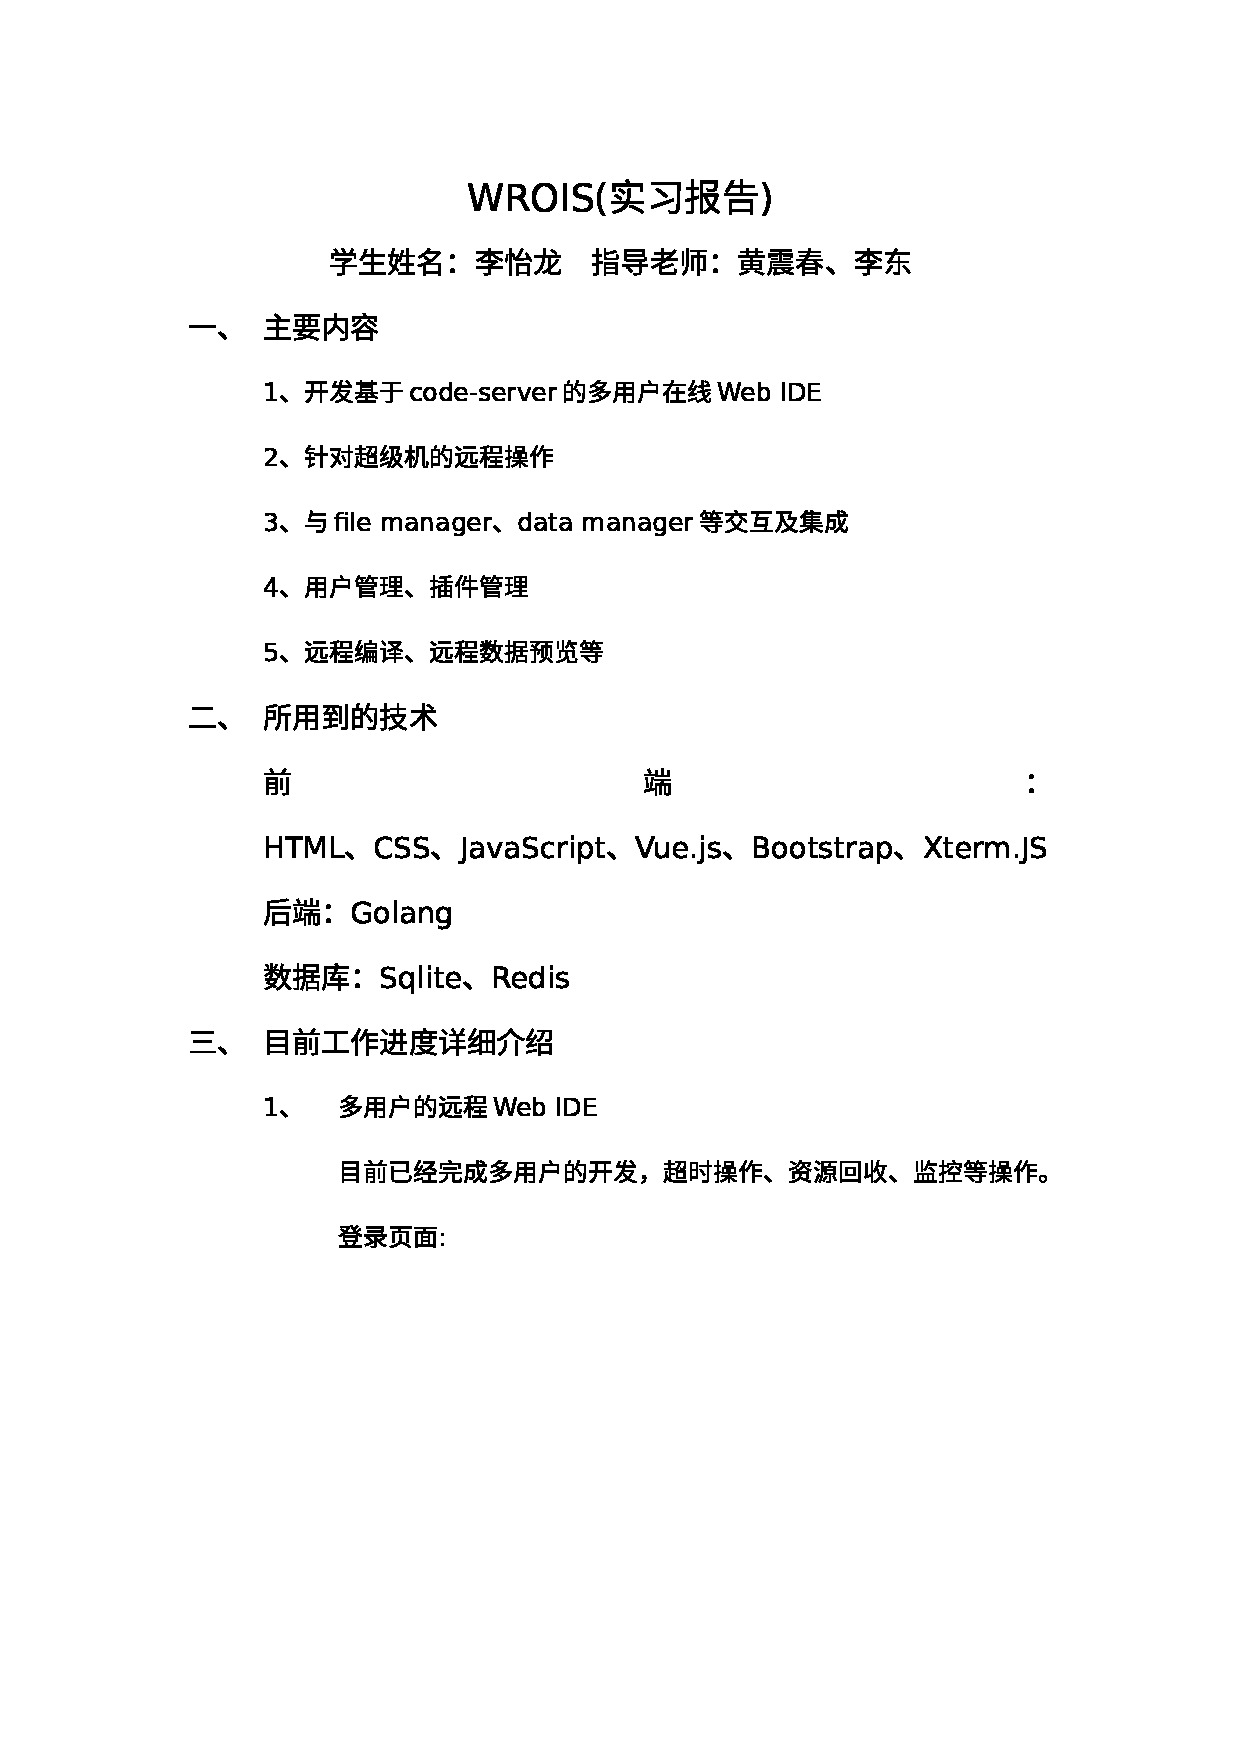 WROIS(实习报告)
学生姓名：李怡龙　指导老师：黄震春、李东
一、 主要内容
1、开发基于 code-server 的多用户在线 Web IDE
2、针对超级机的远程操作
3、与 file manager、data manager 等交互及集成
4、用户管理、插件管理
5、远程编译、远程数据预览等
二、 所用到的技术
前 端 ：
HTML、CSS、JavaScript、Vue.js、Bootstrap、Xterm.JS
后端：Golang
数据库：Sqlite、Redis
三、 目前工作进度详细介绍
1、 多用户的远程 Web IDE
目前已经完成多用户的开发，超时操作、资源回收、监控等操作。
登录页面: